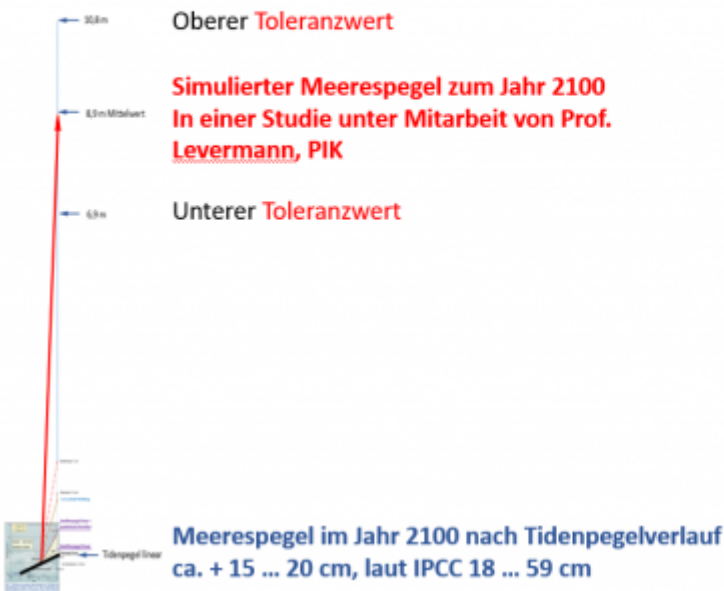 10,8m
Oberer Toleranzwert
Simulierter Meerespegel zum Jahr 2100
In einer Studie unter Mitarbeit von Prof.
Levermann, PIK
8,9 m Mittelwert
6,9 m
Unterer Toleranzwert
Tidenpegel linear
Meerespegel im Jahr 2100 nach Tidenpegelverlauf
ca. + 15 ... 20 cm, laut IPCC 18 ... 59 cm